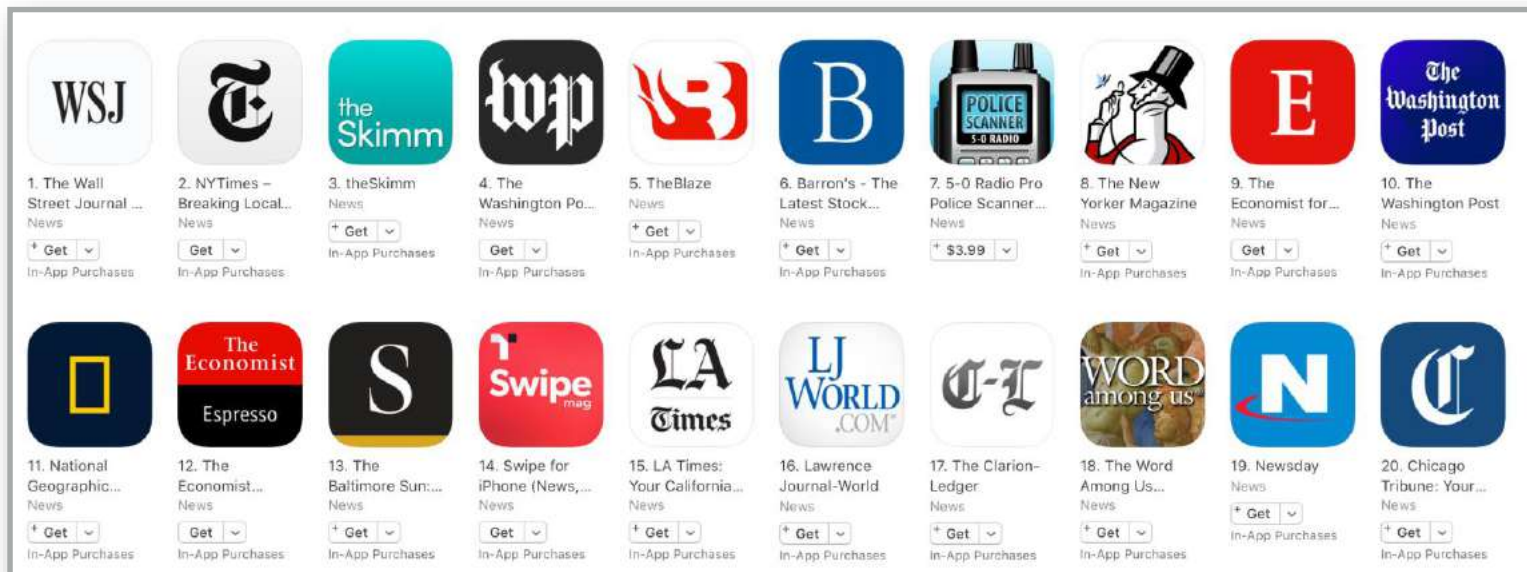 WSJ
T
the
Skimm
wp
B
B
POLICE
SCANNER
5-0 RADIO
E
The
Washington
Post
1. The Wall
Street Journal ...
News
+ Get
In-App Purchases
2. NYTimes –
Breaking Local...
News
Get
In-App Purchases
3. theSkimm
News
+ Get
In-App Purchases
4. The
Washington Po...
News
Get
In-App Purchases
5. TheBlaze
News
+ Get
In-App Purchases
6. Barron's - The
Latest Stock...
News
+ Get
In-App Purchases
7. 5-0 Radio Pro
Police Scanner...
News
+ $3.99
8. The New
Yorker Magazine
News
+ Get
In-App Purchases
9. The
Economist for...
News
Get
In-App Purchases
10. The
Washington Post
News
+ Get
In-App Purchases
The
Economist
Espresso
S
Swipe
mag
LA
Times
LJ
WORLD
.COM
C-L
WORD
among us
N
C
11. National
Geographic...
News
+ Get
In-App Purchases
12. The
Economist...
News
Get
In-App Purchases
13. The
Baltimore Sun:...
News
+ Get
In-App Purchases
14. Swipe for
iPhone (News,...
News
Get
In-App Purchases
15. LA Times:
Your California...
News
+ Get
In-App Purchases
16. Lawrence
Journal-World
News
+ Get
In-App Purchases
17. The Clarion-
Ledger
News
+ Get
In-App Purchases
18. The Word
Among Us...
News
+ Get
In-App Purchases
19. Newsday
News
+ Get
In-App Purchases
20. Chicago
Tribune: Your...
News
+ Get
In-App Purchases